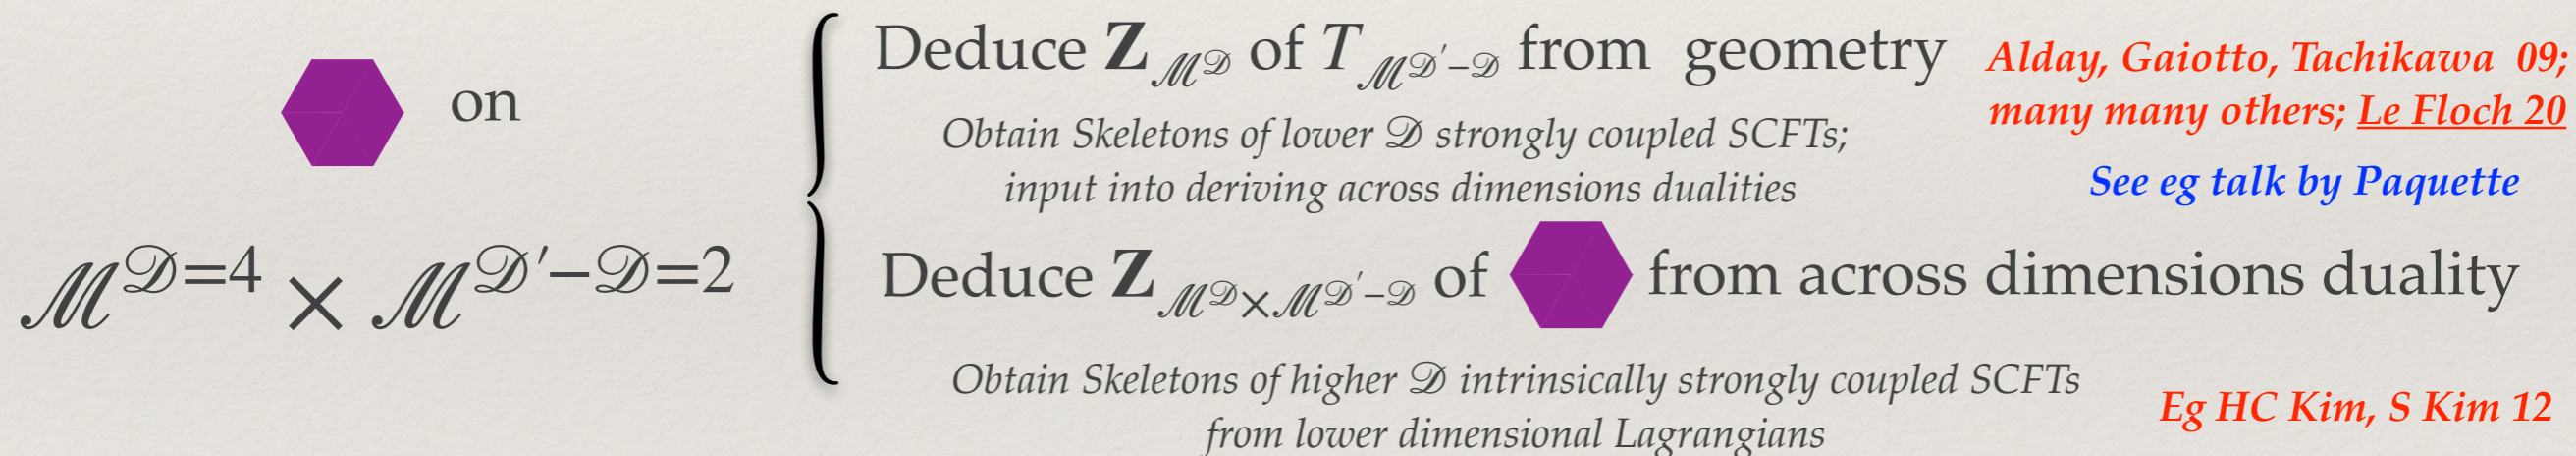 on
ℳ^{𝒟=4} × ℳ^{𝒟′−𝒟=2}
Deduce Z_{ℳ^𝒟} of T_{ℳ^{𝒟′−𝒟}} from geometry
Obtain Skeletons of lower 𝒟 strongly coupled SCFTs;
input into deriving across dimensions dualities
Deduce Z_{ℳ^𝒟×ℳ^{𝒟′−𝒟}} of from across dimensions duality
Obtain Skeletons of higher 𝒟 intrinsically strongly coupled SCFTs
from lower dimensional Lagrangians
Alday, Gaiotto, Tachikawa 09;
many many others; Le Floch 20
See eg talk by Paquette
Eg HC Kim, S Kim 12